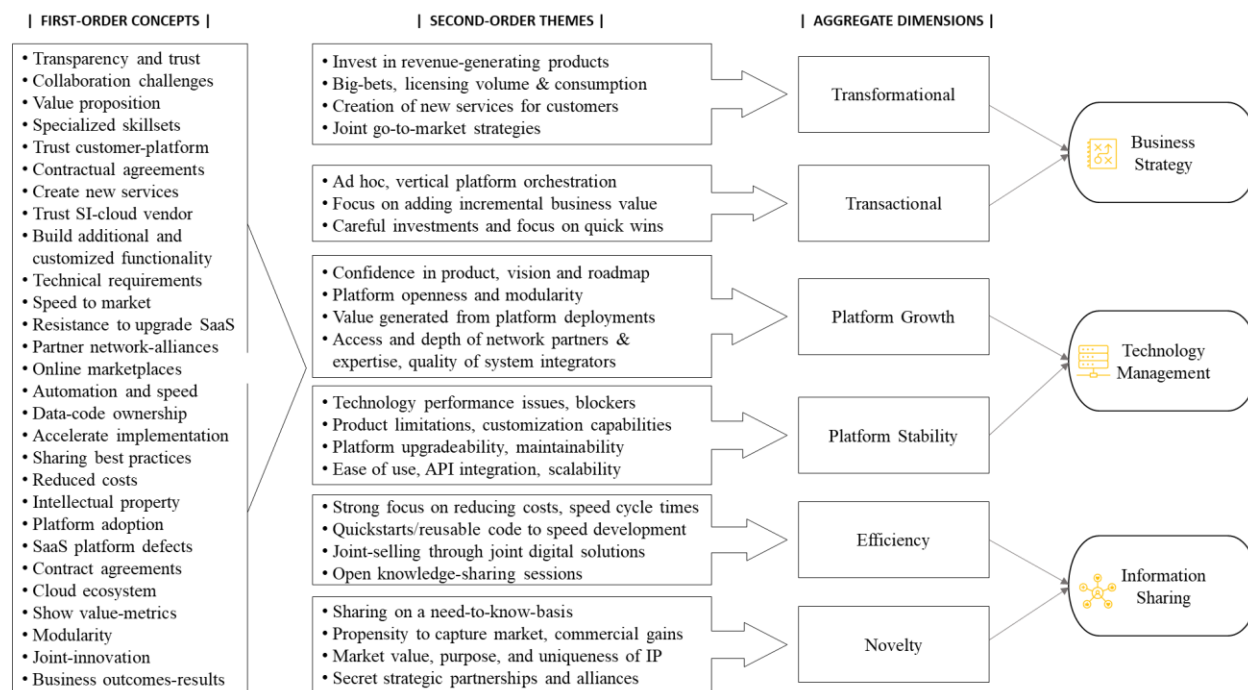 | FIRST-ORDER CONCEPTS |
• Transparency and trust
• Collaboration challenges
• Value proposition
• Specialized skillsets
• Trust customer-platform
• Contractual agreements
• Create new services
• Trust SI-cloud vendor
• Build additional and
customized functionality
• Technical requirements
• Speed to market
• Resistance to upgrade SaaS
• Partner network-alliances
• Online marketplaces
• Automation and speed
• Data-code ownership
• Accelerate implementation
• Sharing best practices
• Reduced costs
• Intellectual property
• Platform adoption
• SaaS platform defects
• Contract agreements
• Cloud ecosystem
• Show value-metrics
• Modularity
• Joint-innovation
• Business outcomes-results
| SECOND-ORDER THEMES |
• Invest in revenue-generating products
• Big-bets, licensing volume & consumption
• Creation of new services for customers
• Joint go-to-market strategies
• Ad hoc, vertical platform orchestration
• Focus on adding incremental business value
• Careful investments and focus on quick wins
• Confidence in product, vision and roadmap
• Platform openness and modularity
• Value generated from platform deployments
• Access and depth of network partners &
expertise, quality of system integrators
• Technology performance issues, blockers
• Product limitations, customization capabilities
• Platform upgradeability, maintainability
• Ease of use, API integration, scalability
• Strong focus on reducing costs, speed cycle times
• Quickstarts/reusable code to speed development
• Joint-selling through joint digital solutions
• Open knowledge-sharing sessions
• Sharing on a need-to-know-basis
• Propensity to capture market, commercial gains
• Market value, purpose, and uniqueness of IP
• Secret strategic partnerships and alliances
| AGGREGATE DIMENSIONS |
Transformational
Transactional
Platform Growth
Platform Stability
Efficiency
Novelty
Business
Strategy
Technology
Management
Information
Sharing